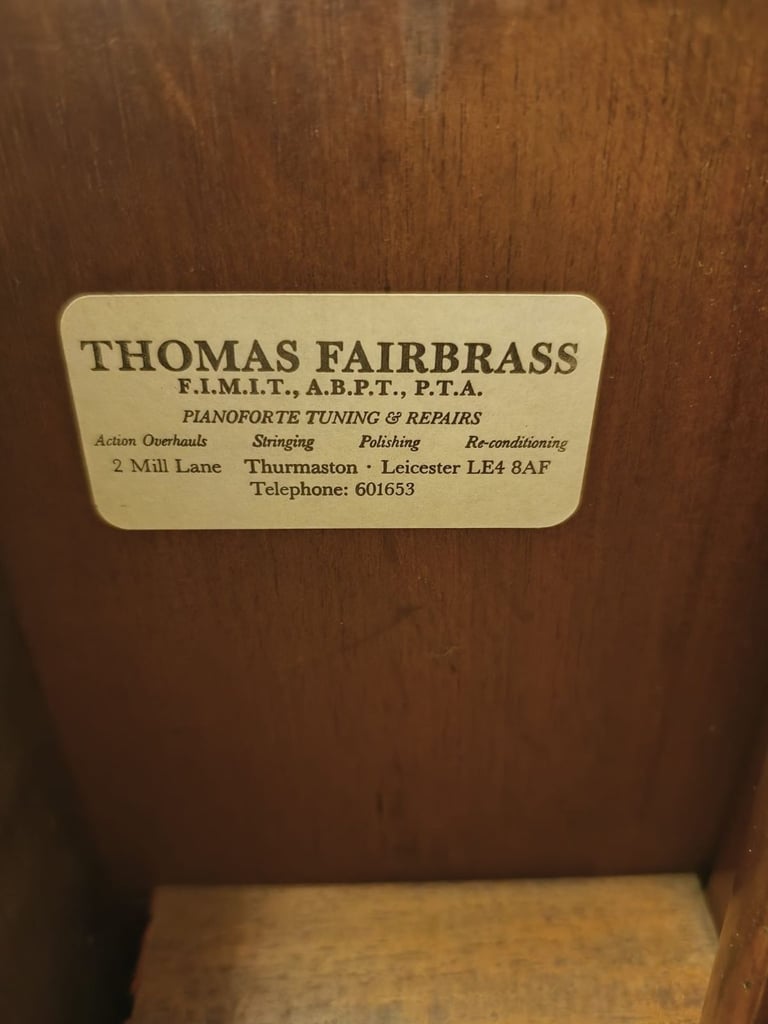 THOMAS FAIRBRASS
F.I.M.I.T., A.B.P.T., P.T.A.
PIANOFORTE TUNING & REPAIRS
Action Overhauls Stringing Polishing Re-conditioning
2 Mill Lane Thurmaston · Leicester LE4 8AF
Telephone: 601653